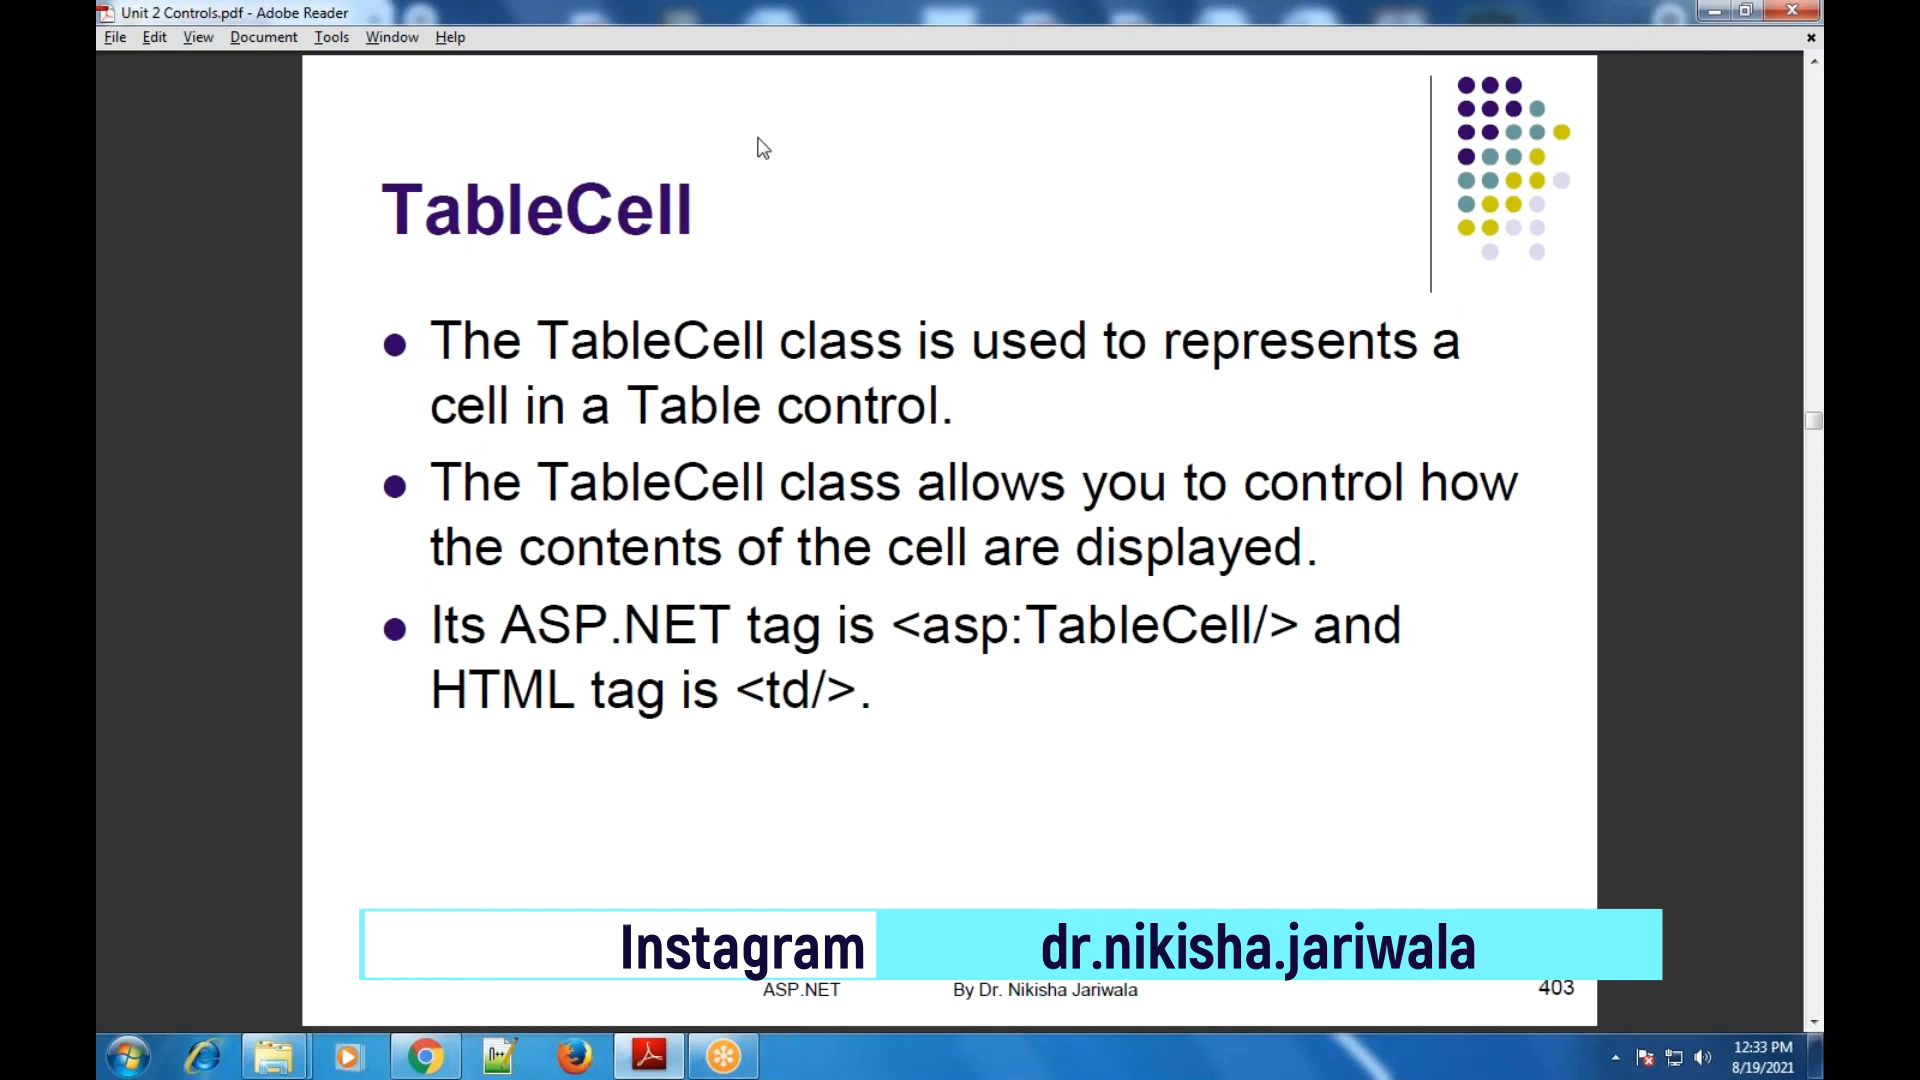 Unit 2 Controls.pdf - Adobe Reader
File Edit View Document Tools Window Help
TableCell
The TableCell class is used to represents a
cell in a Table control.
The TableCell class allows you to control how
the contents of the cell are displayed.
Its ASP.NET tag is <asp:TableCell/> and
HTML tag is <td/>.
Instagram dr.nikisha.jariwala
ASP.NET By Dr. Nikisha Jariwala 403
12:33 PM
8/19/2021